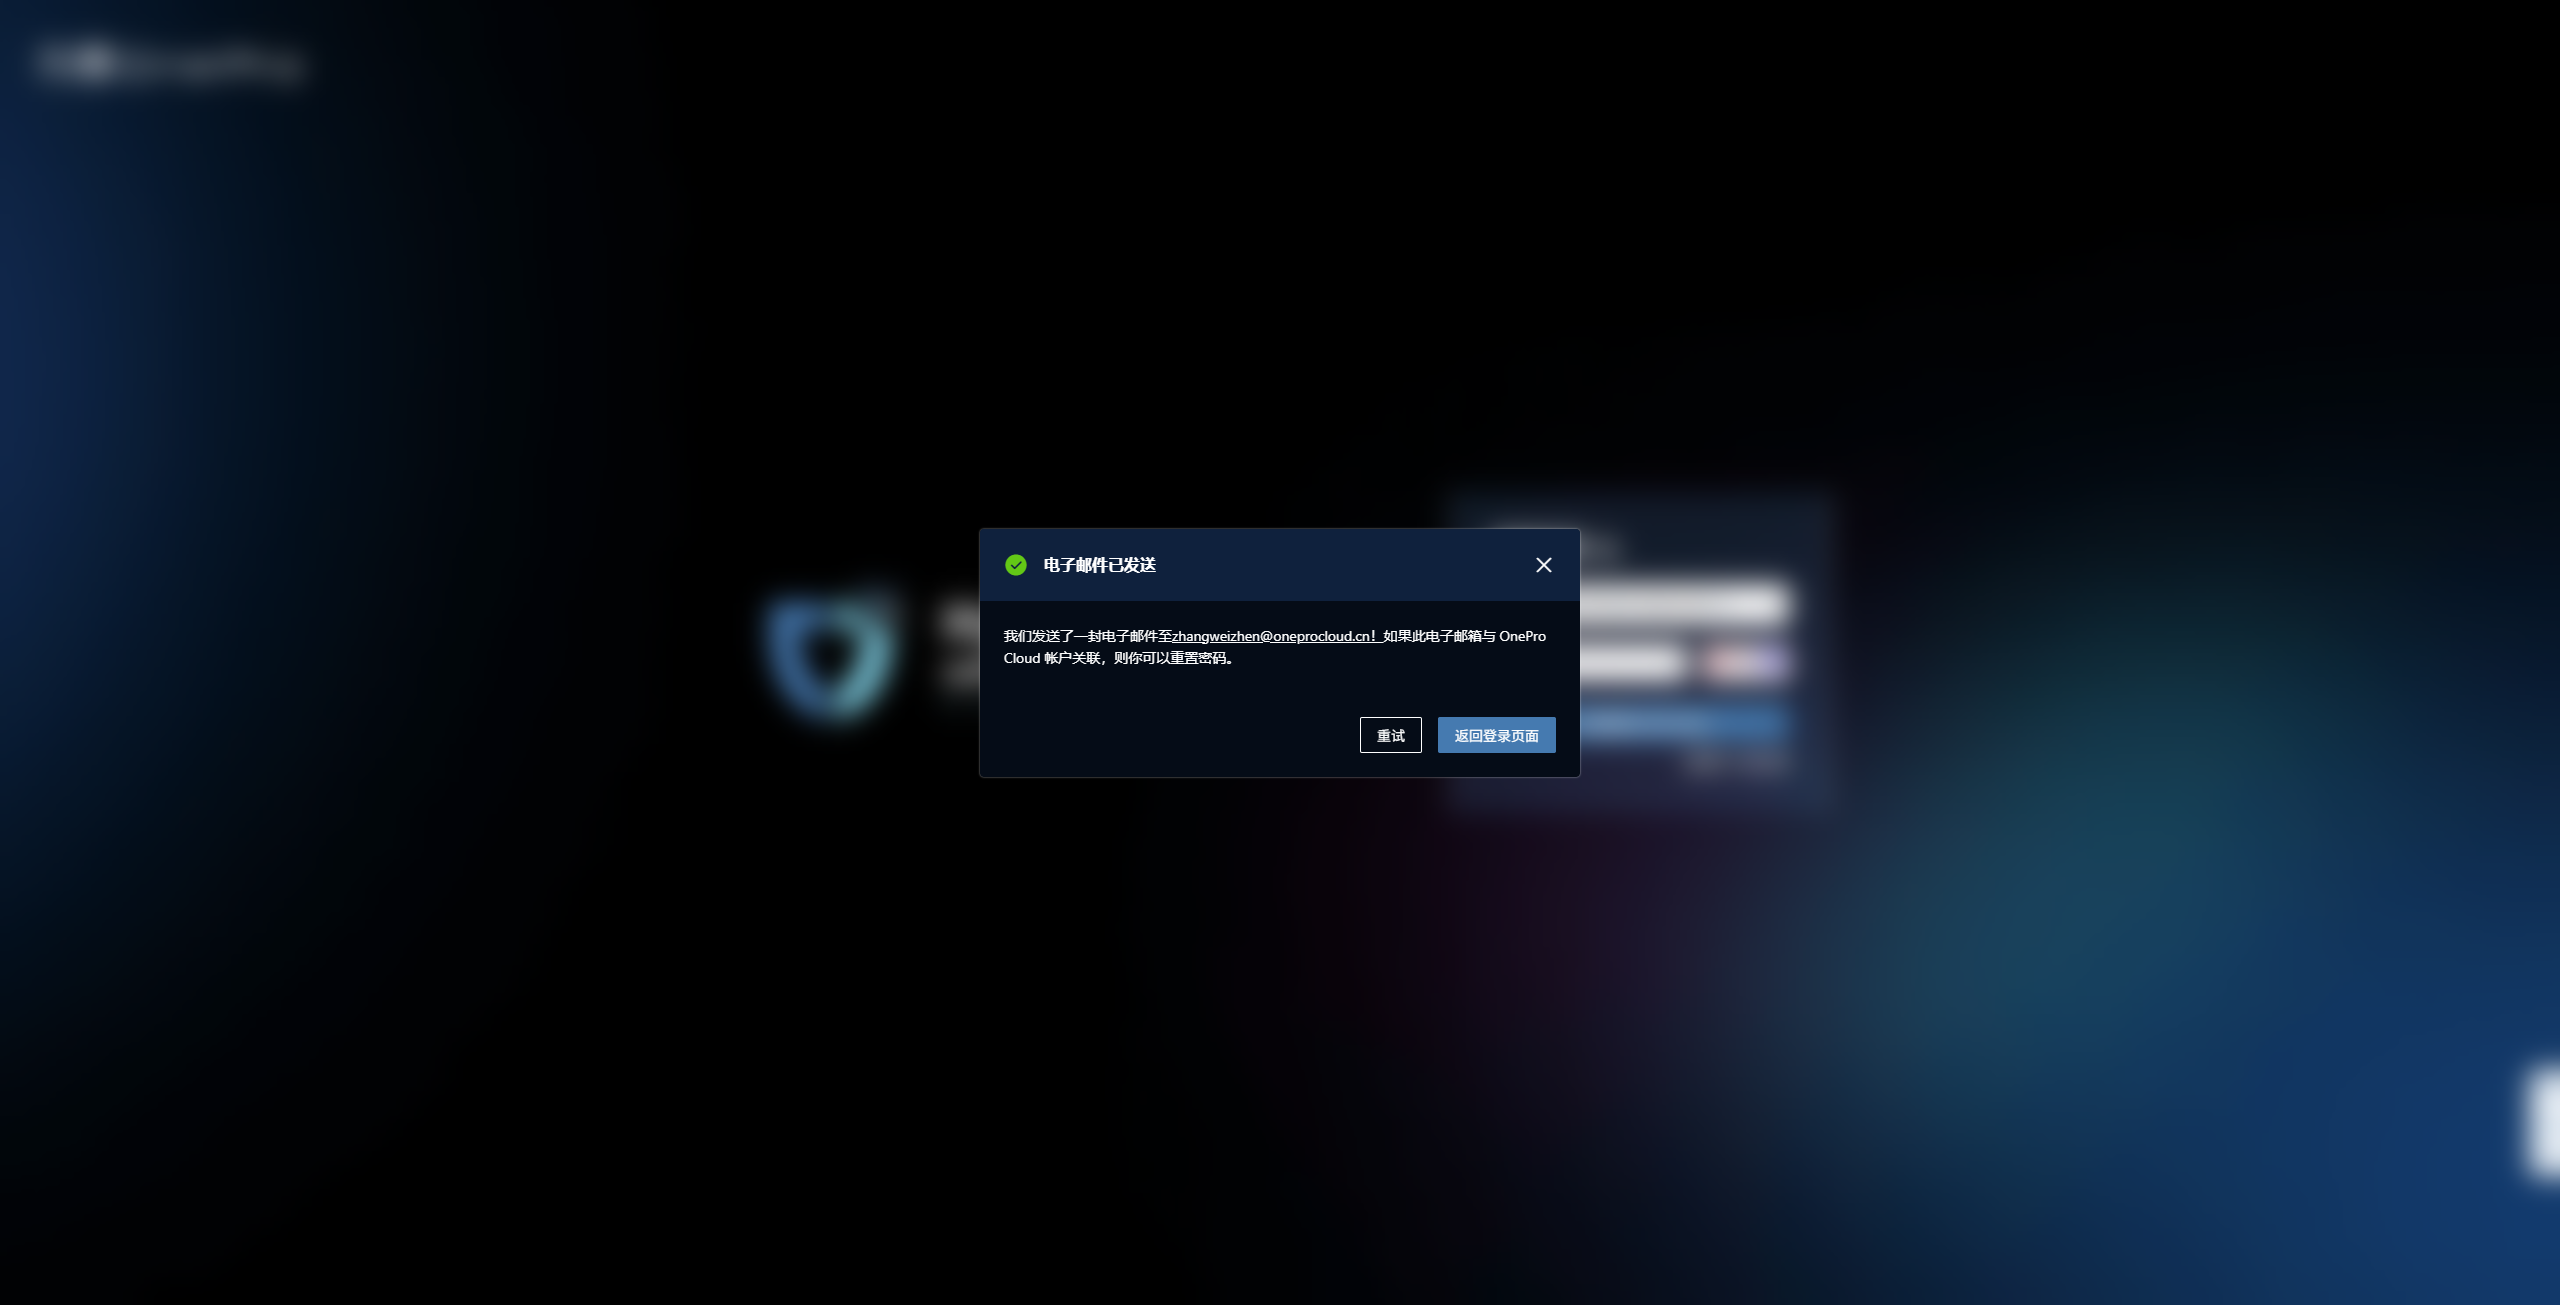 电子邮件已发送
我们发送了一封电子邮件至zhangweizhen@oneprocloud.cn！如果此电子邮箱与 OnePro
Cloud 帐户关联，则你可以重置密码。
重试
返回登录页面